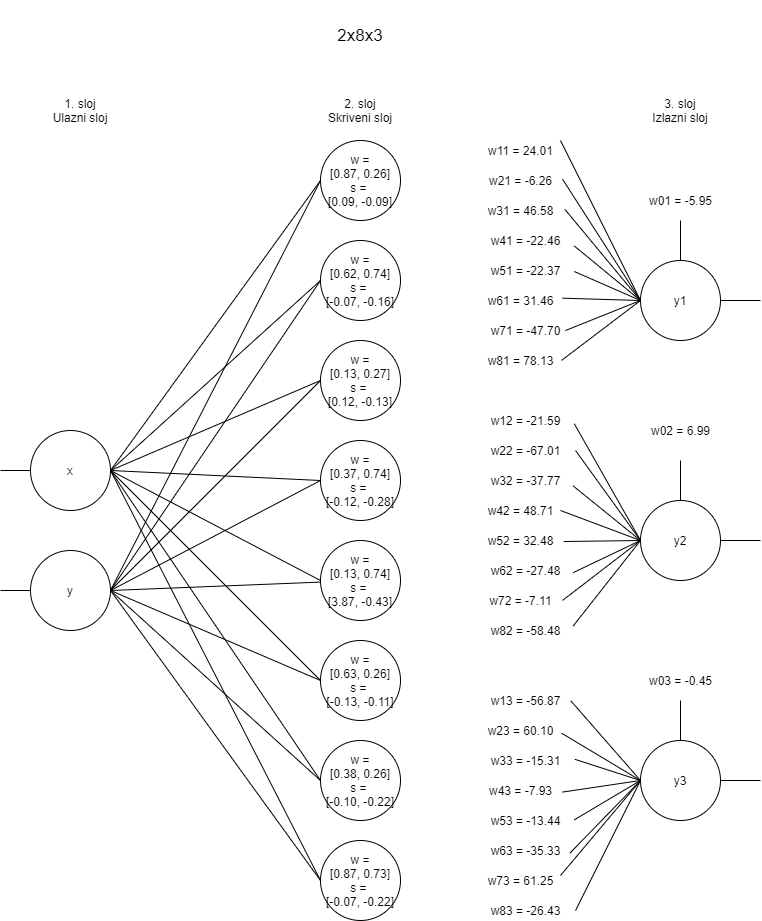 2x8x3
1. sloj
Ulazni sloj
2. sloj
Skriveni sloj
3. sloj
Izlazni sloj
x
y
w =
[0.87, 0.26]
s =
[0.09, -0.09]
w =
[0.62, 0.74]
s =
[-0.07, -0.16]
w =
[0.13, 0.27]
s =
[0.12, -0.13]
w =
[0.37, 0.74]
s =
[-0.12, -0.28]
w =
[0.13, 0.74]
s =
[3.87, -0.43]
w =
[0.63, 0.26]
s =
[-0.13, -0.11]
w =
[0.38, 0.26]
s =
[-0.10, -0.22]
w =
[0.87, 0.73]
s =
[-0.07, -0.22]
w11 = 24.01
w21 = -6.26
w31 = 46.58
w41 = -22.46
w51 = -22.37
w61 = 31.46
w71 = -47.70
w81 = 78.13
w01 = -5.95
y1
w12 = -21.59
w22 = -67.01
w32 = -37.77
w42 = 48.71
w52 = 32.48
w62 = -27.48
w72 = -7.11
w82 = -58.48
w02 = 6.99
y2
w13 = -56.87
w23 = 60.10
w33 = -15.31
w43 = -7.93
w53 = -13.44
w63 = -35.33
w73 = 61.25
w83 = -26.43
w03 = -0.45
y3